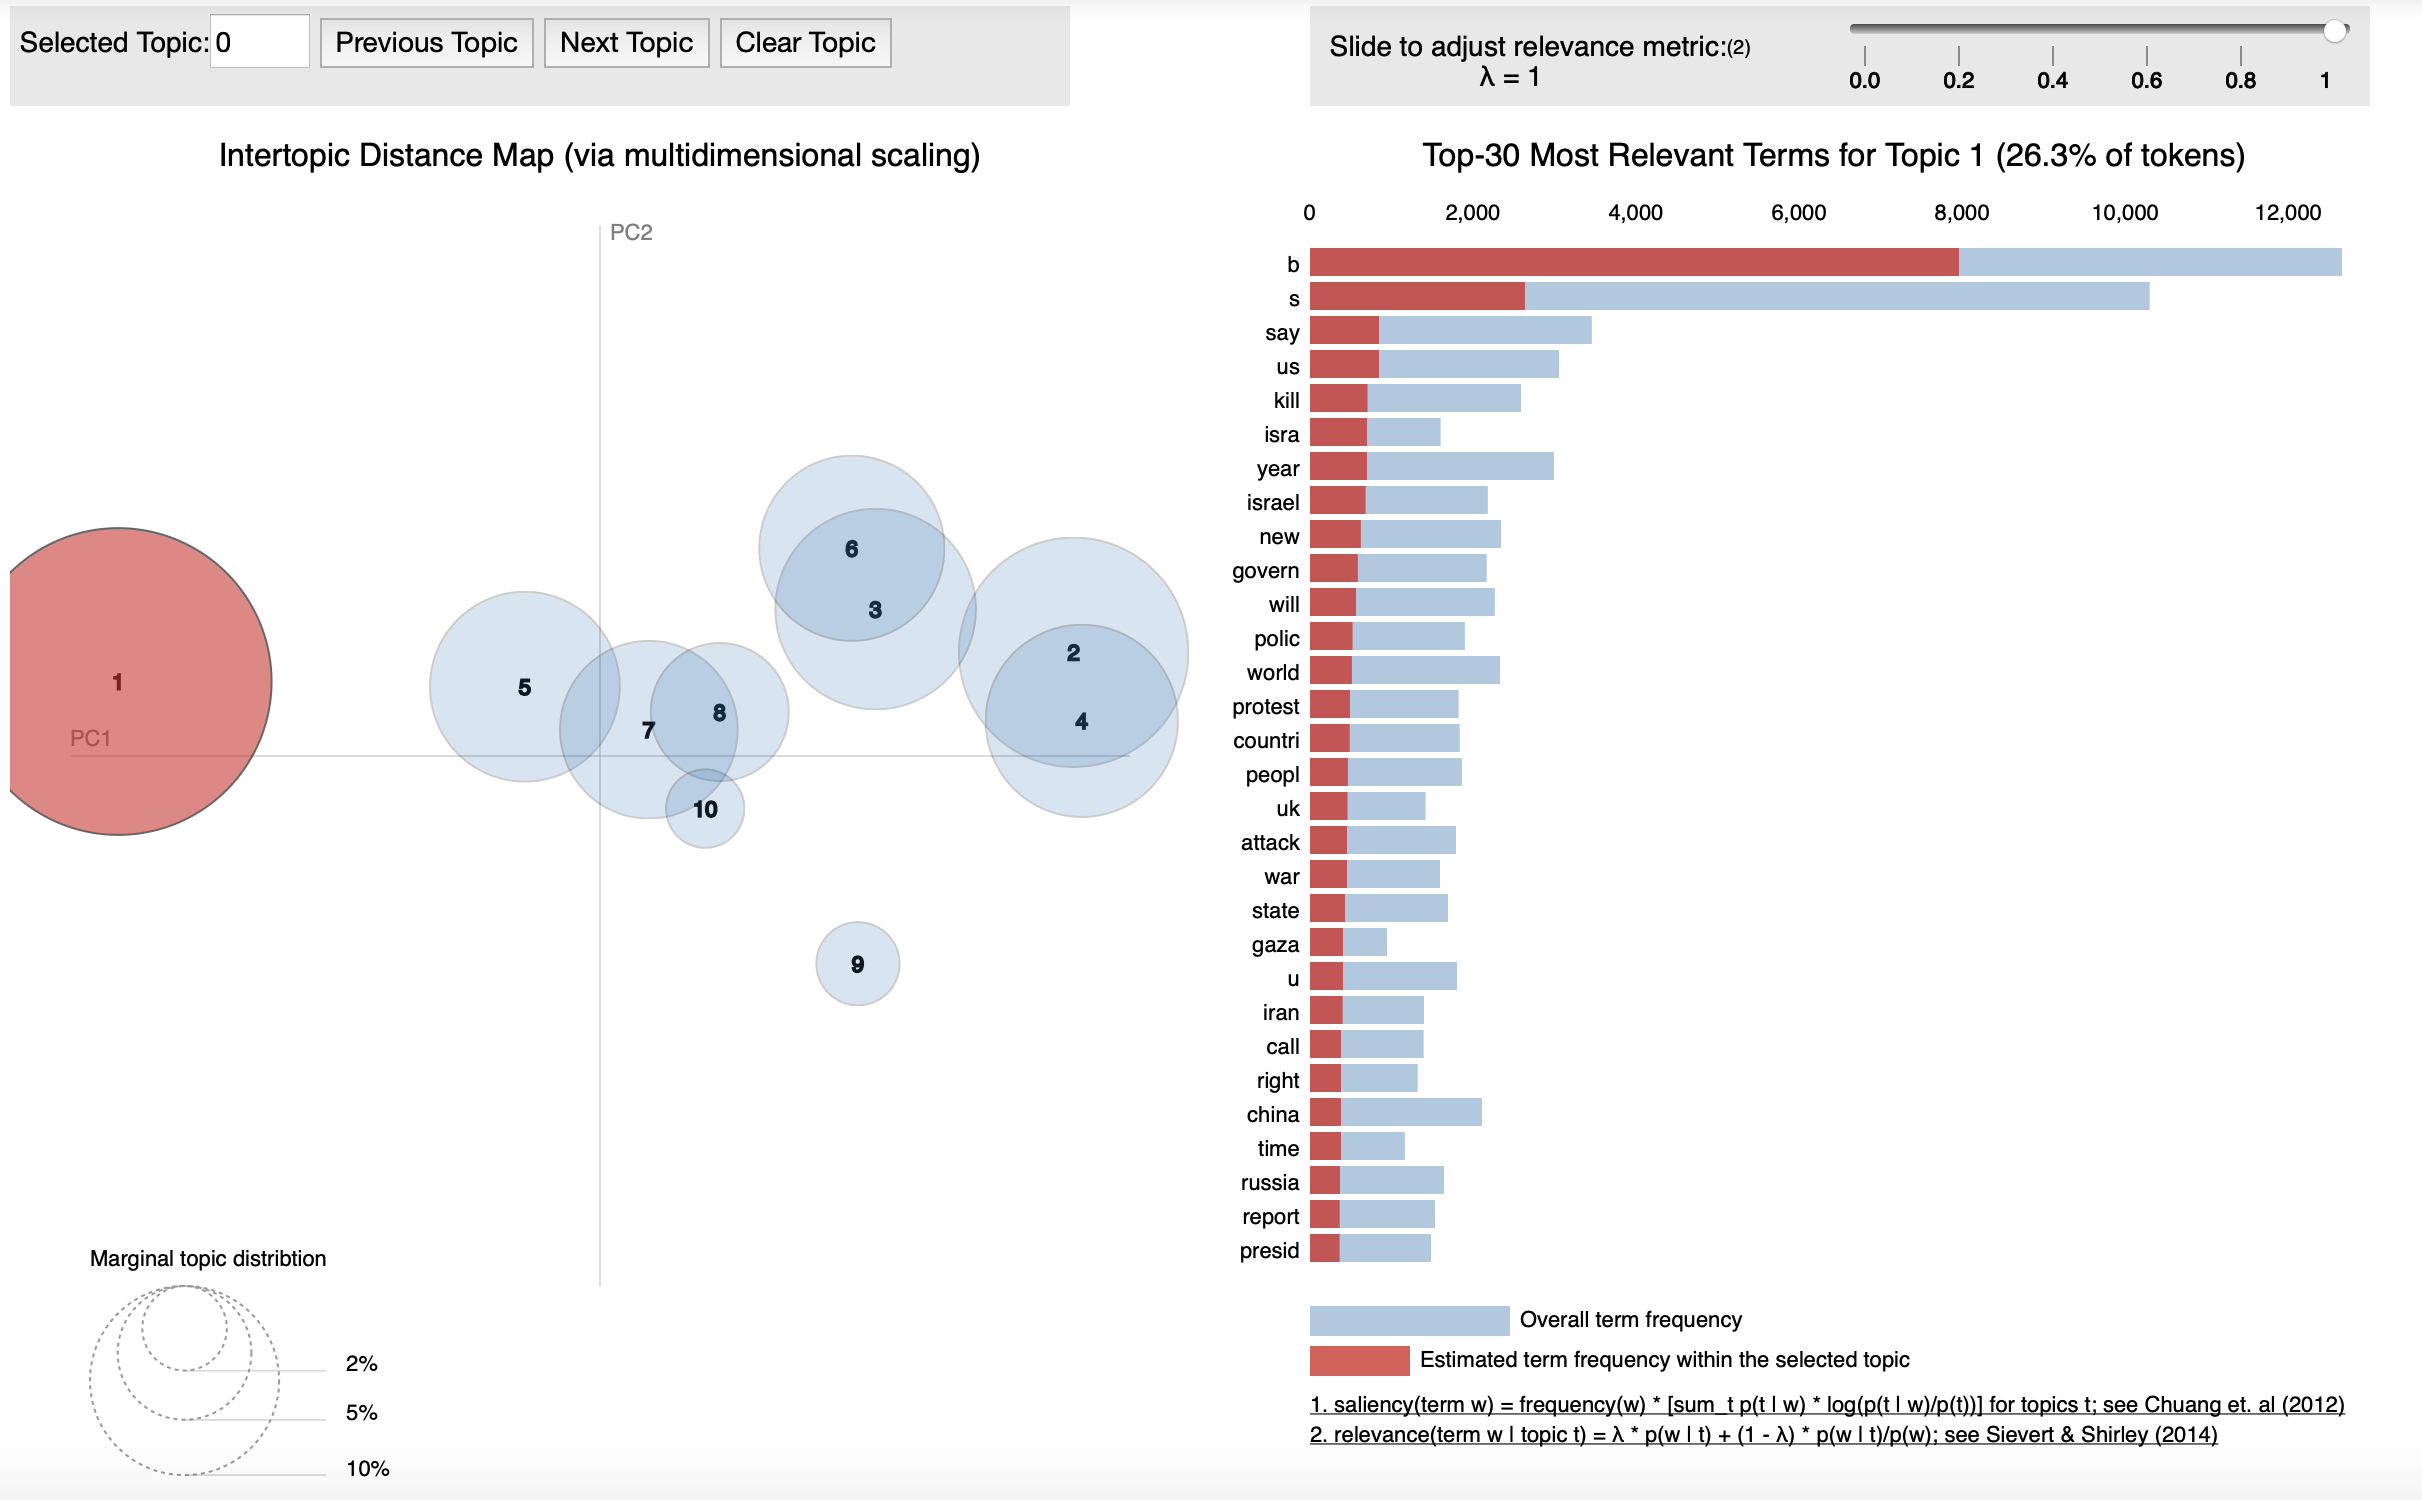 Selected Topic: 0 Previous Topic Next Topic Clear Topic
Slide to adjust relevance metric:(2)
λ = 1
0.0 0.2 0.4 0.6 0.8 1
Intertopic Distance Map (via multidimensional scaling)
PC2
6
3
2
1
5
8
4
7
PC1
10
9
Marginal topic distribtion
2%
5%
10%
Top-30 Most Relevant Terms for Topic 1 (26.3% of tokens)
0 2,000 4,000 6,000 8,000 10,000 12,000
b
s
say
us
kill
isra
year
israel
new
govern
will
polic
world
protest
countri
peopl
uk
attack
war
state
gaza
u
iran
call
right
china
time
russia
report
presid
Overall term frequency
Estimated term frequency within the selected topic
1. saliency(term w) = frequency(w) * [sum_t p(t | w) * log(p(t | w)/p(t))] for topics t; see Chuang et. al (2012)
2. relevance(term w | topic t) = λ * p(w | t) + (1 - λ) * p(w | t)/p(w); see Sievert & Shirley (2014)